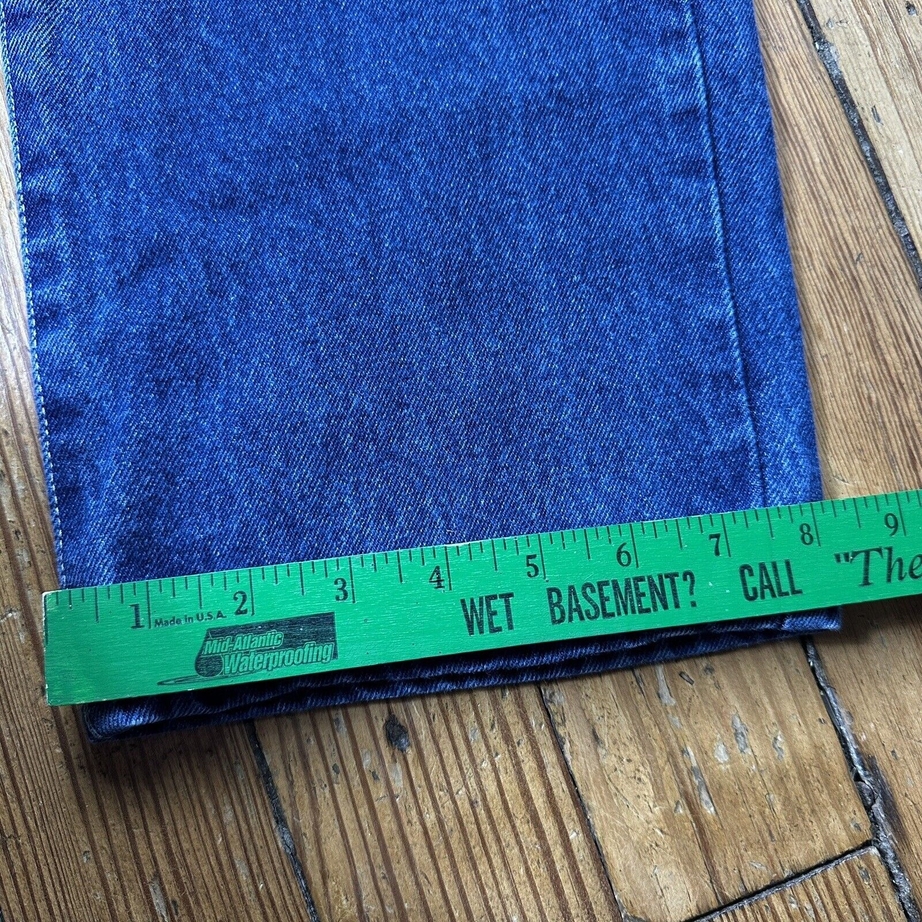 1 2 3 4 5 6 7 8 9
Made in U.S.A.
Mid-Atlantic
Waterproofing
WET BASEMENT? CALL "The